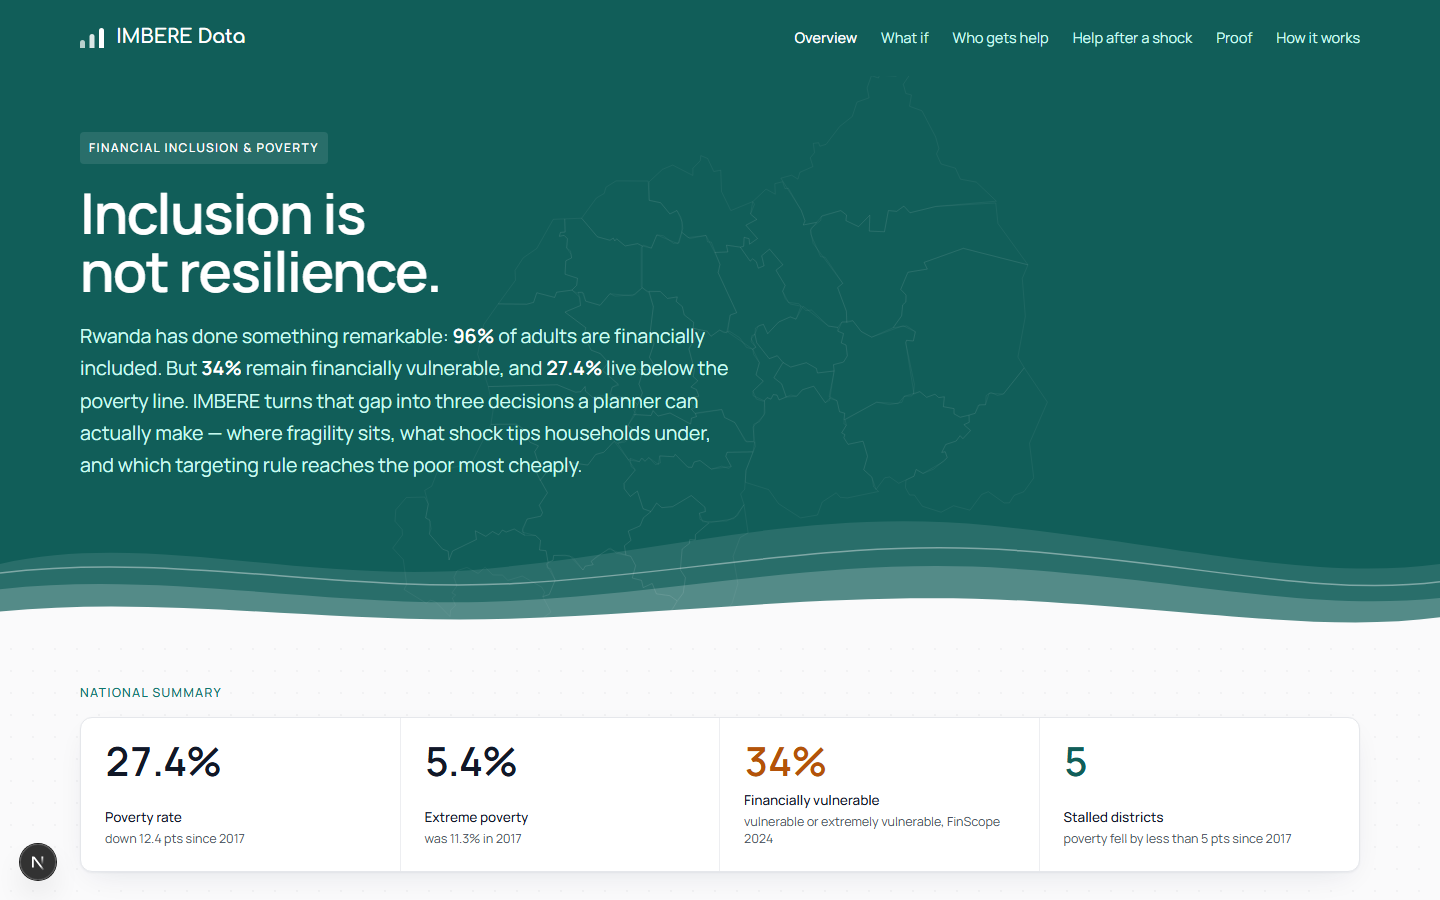 IMBERE Data
Overview What if Who gets help Help after a shock Proof How it works
FINANCIAL INCLUSION & POVERTY
Inclusion is
not resilience.
Rwanda has done something remarkable: 96% of adults are financially
included. But 34% remain financially vulnerable, and 27.4% live below the
poverty line. IMBERE turns that gap into three decisions a planner can
actually make — where fragility sits, what shock tips households under,
and which targeting rule reaches the poor most cheaply.
NATIONAL SUMMARY
27.4%
Poverty rate
down 12.4 pts since 2017
5.4%
Extreme poverty
was 11.3% in 2017
34%
Financially vulnerable
vulnerable or extremely vulnerable, FinScope
2024
5
Stalled districts
poverty fell by less than 5 pts since 2017
N